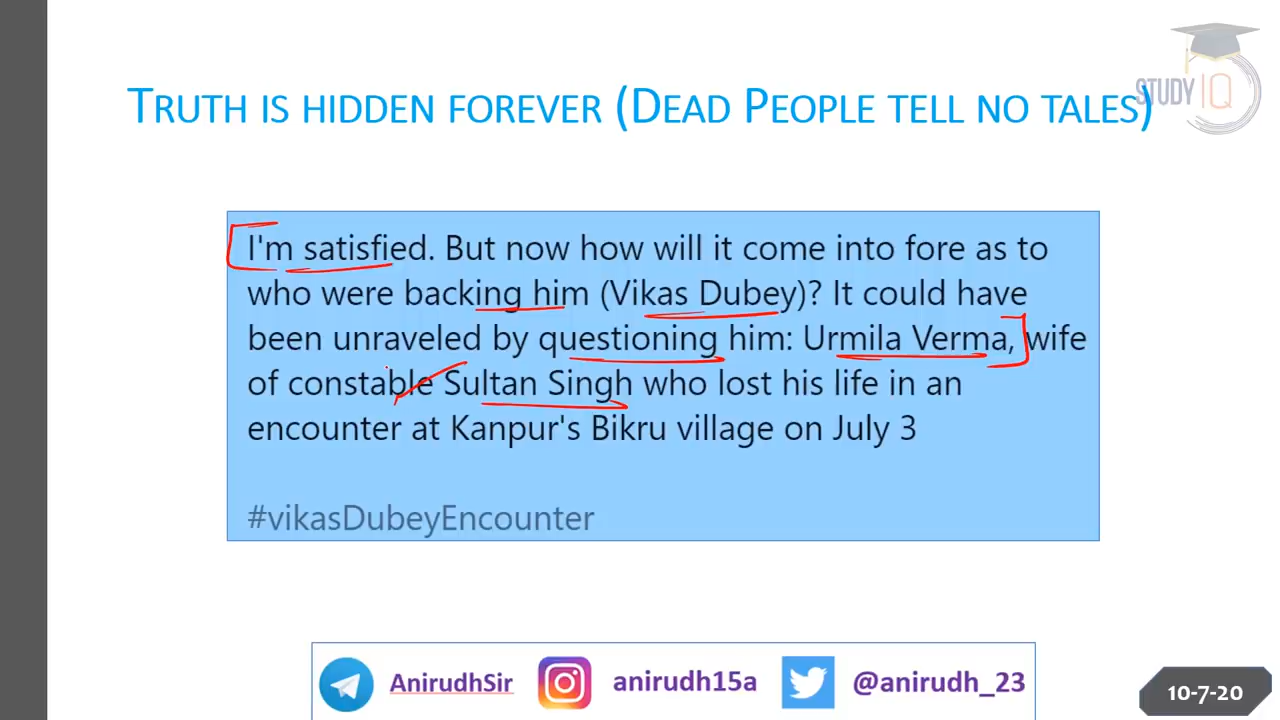 STUDY IQ
TRUTH IS HIDDEN FOREVER (DEAD PEOPLE TELL NO TALES)
I'm satisfied. But now how will it come into fore as to
who were backing him (Vikas Dubey)? It could have
been unraveled by questioning him: Urmila Verma, wife
of constable Sultan Singh who lost his life in an
encounter at Kanpur's Bikru village on July 3
#vikasDubeyEncounter
AnirudhSir anirudh15a @anirudh_23
10-7-20